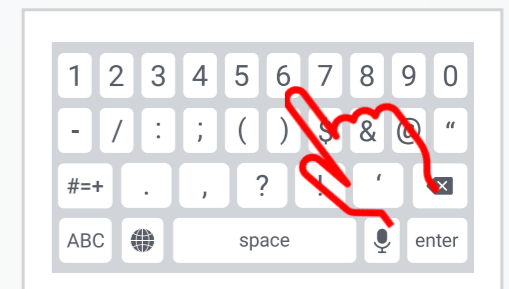 1 2 3 4 5 6 7 8 9 0
- / : ; ( ) $ & @ “
#=+ . , ? ! ‘
ABC space enter